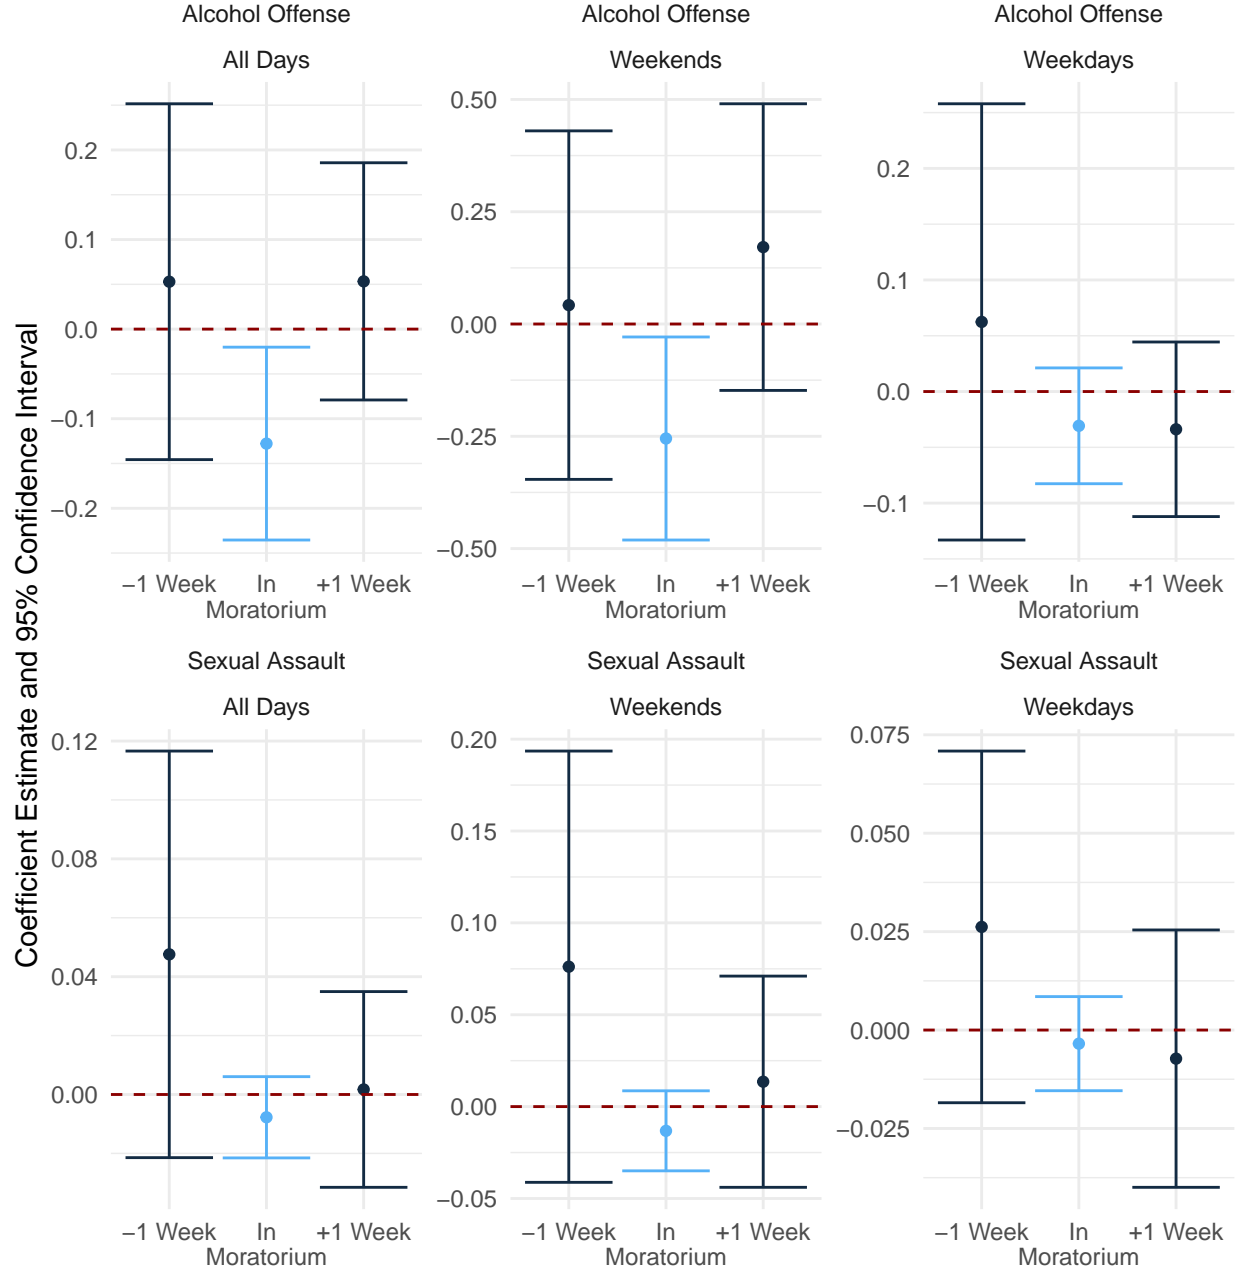 Alcohol Offense
All Days
0.2
0.1
0.0
−0.1
−0.2
−1 Week
In
Moratorium
+1 Week
Alcohol Offense
Weekends
0.50
0.25
0.00
−0.25
−0.50
−1 Week
In
Moratorium
+1 Week
Alcohol Offense
Weekdays
0.2
0.1
0.0
−0.1
−1 Week
In
Moratorium
+1 Week
Coefficient Estimate and 95% Confidence Interval
Sexual Assault
All Days
0.12
0.08
0.04
0.00
−1 Week
In
Moratorium
+1 Week
Sexual Assault
Weekends
0.20
0.15
0.10
0.05
0.00
−0.05
−1 Week
In
Moratorium
+1 Week
Sexual Assault
Weekdays
0.075
0.050
0.025
0.000
−0.025
−1 Week
In
Moratorium
+1 Week